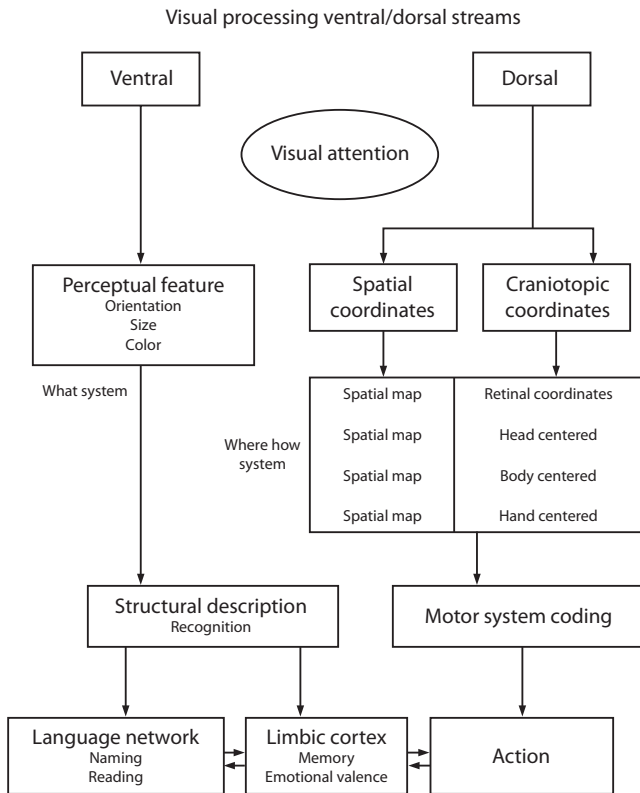 Visual processing ventral/dorsal streams
Ventral
Dorsal
Visual attention
Perceptual feature
Orientation
Size
Color
Spatial
coordinates
Craniotopic
coordinates
What system
Where how
system
Spatial map
Retinal coordinates
Spatial map
Head centered
Spatial map
Body centered
Spatial map
Hand centered
Structural description
Recognition
Motor system coding
Language network
Naming
Reading
Limbic cortex
Memory
Emotional valence
Action